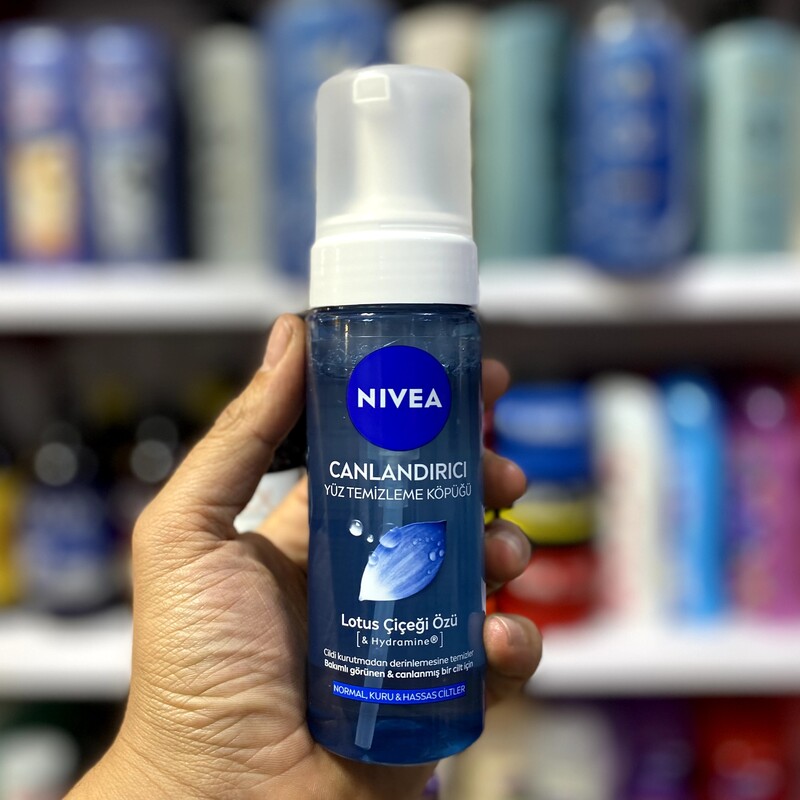 NIVEA
CANLANDIRICI
YÜZ TEMİZLEME KÖPÜĞÜ
Lotus Çiçeği Özü
[& Hydramine®]
Cildi kurutmadan derinlemesine temizler
Bakımlı görünen & canlanmış bir cilt için
NORMAL, KURU & HASSAS CİLTLER